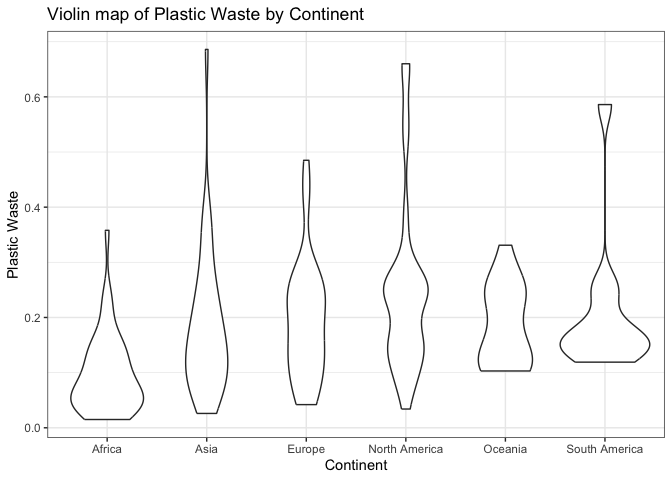 Violin map of Plastic Waste by Continent
Plastic Waste
0.6
0.4
0.2
0.0
Africa Asia Europe North America Oceania South America
Continent